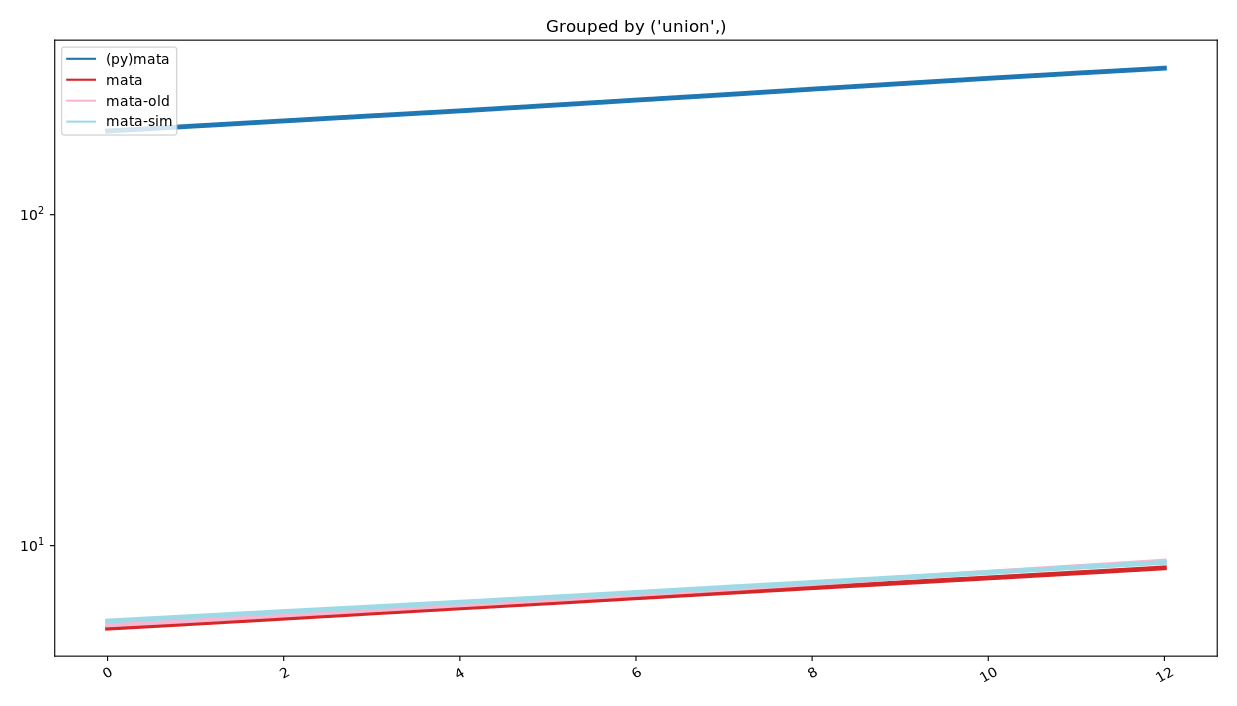 Grouped by ('union',)
(py)mata
mata
mata-old
mata-sim
10²
10¹
0 2 4 6 8 10 12